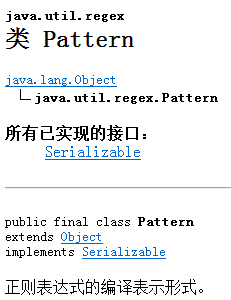 java.util.regex
类 Pattern
java.lang.Object
java.util.regex.Pattern
所有已实现的接口：
Serializable
public final class Pattern
extends Object
implements Serializable
正则表达式的编译表示形式。